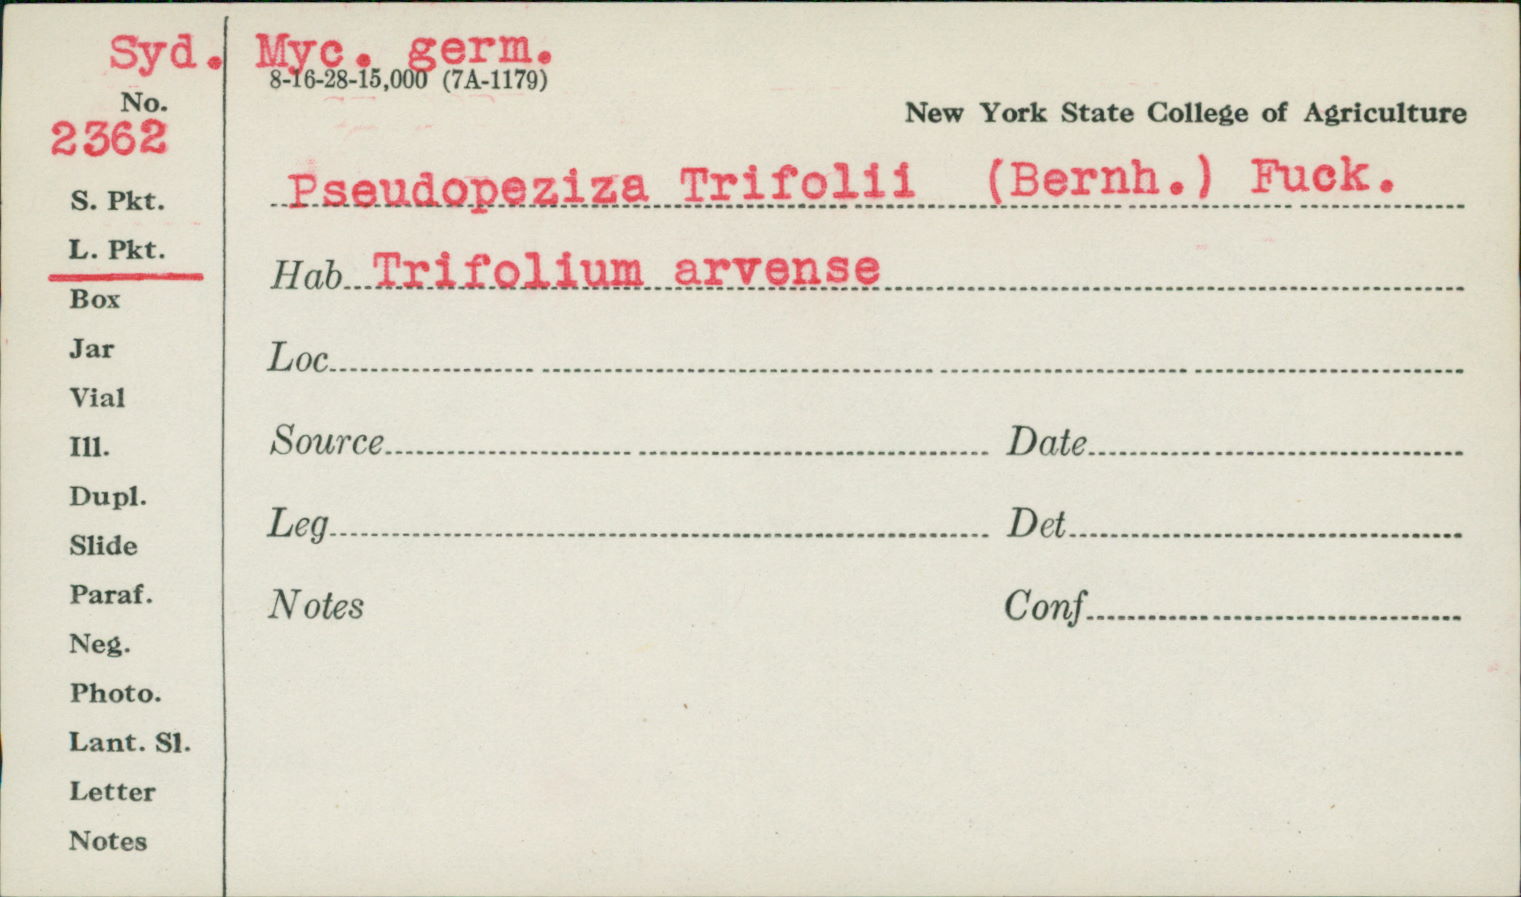 Syd. Myc. germ.
8-16-28-15,000 (7A-1179)
No.
2362
New York State College of Agriculture
Pseudopeziza Trifolii (Bernh.) Fuck.
Hab Trifolium arvense
Loc
Source Date
Leg Det
Notes Conf
S. Pkt.
L. Pkt.
Box
Jar
Vial
Ill.
Dupl.
Slide
Paraf.
Neg.
Photo.
Lant. Sl.
Letter
Notes